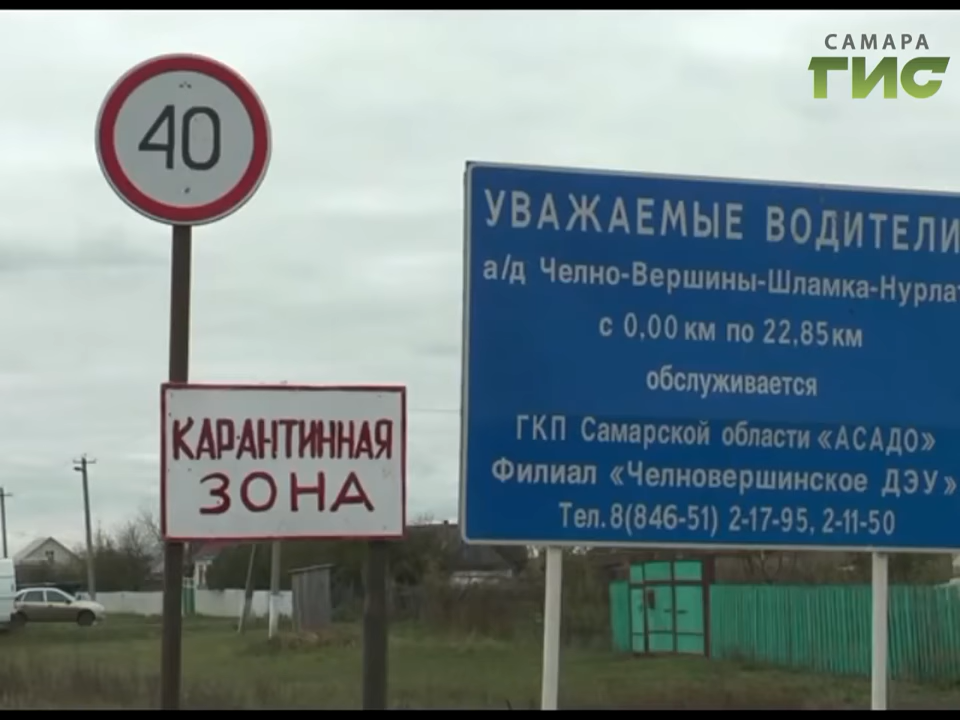 САМАРА
ГИС
40
КАРАНТИННАЯ
ЗОНА
УВАЖАЕМЫЕ ВОДИТЕЛИ
а/д Челно-Вершины-Шламка-Нурлат
с 0,00 км по 22,85 км
обслуживается
ГКП Самарской области «АСАДО»
Филиал «Челновершинское ДЭУ»
Тел. 8(846-51) 2-17-95, 2-11-50